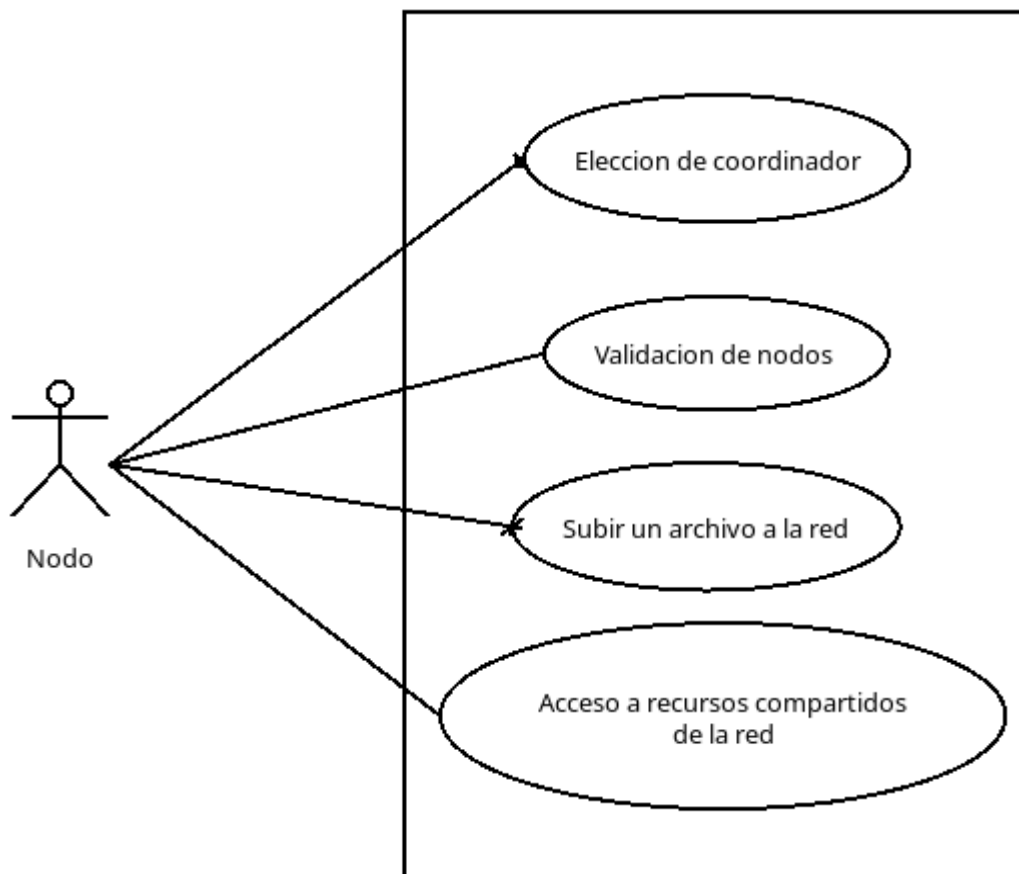 Eleccion de coordinador
Validacion de nodos
Subir un archivo a la red
Nodo
Acceso a recursos compartidos
de la red